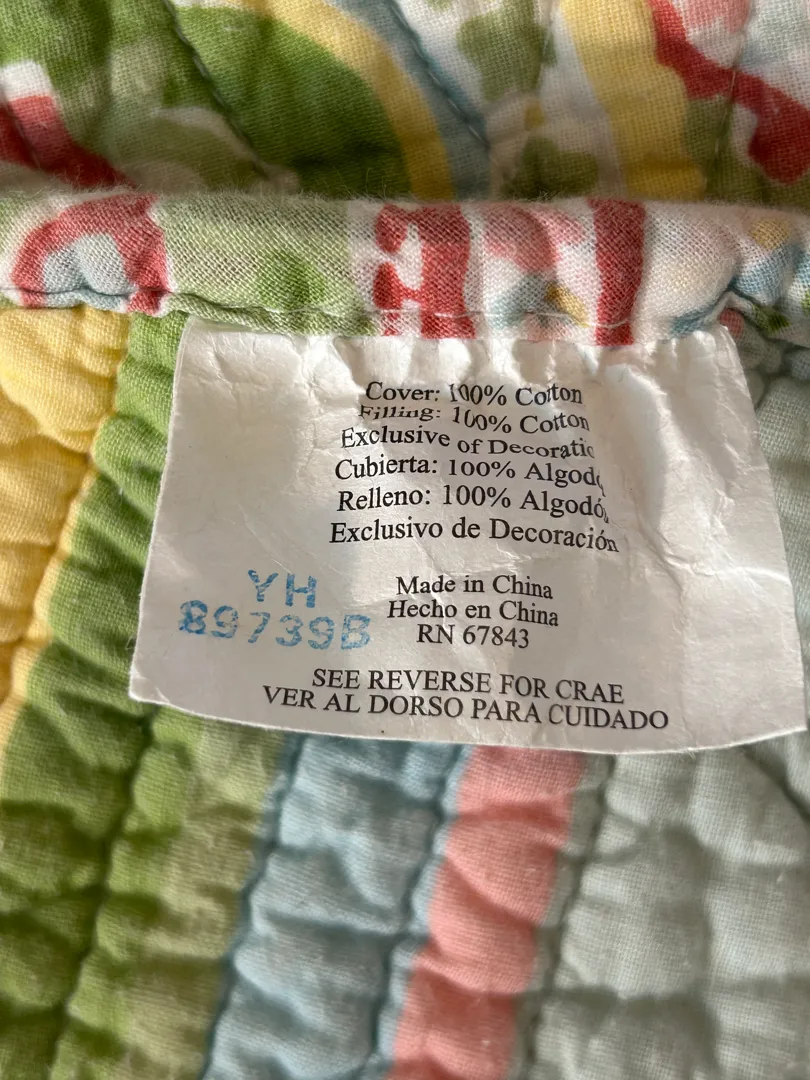 Cover: 100% Cotton
Filling: 100% Cotton
Exclusive of Decoratio
Cubierta: 100% Algodó
Relleno: 100% Algodó
Exclusivo de Decoración
YH
89739B
Made in China
Hecho en China
RN 67843
SEE REVERSE FOR CRAE
VER AL DORSO PARA CUIDADO